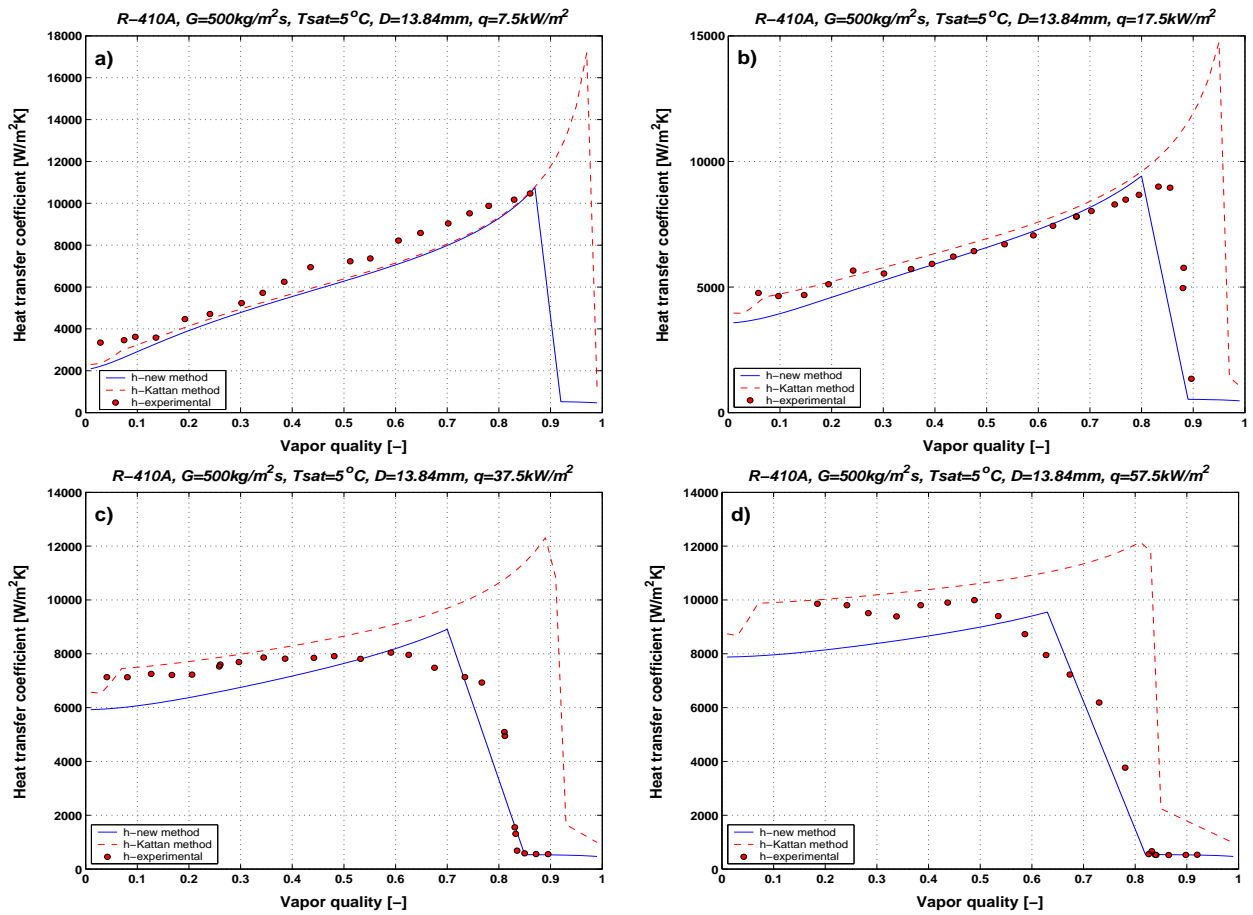 R−410A, G=500kg/m²s, Tsat=5°C, D=13.84mm, q=7.5kW/m²
a)
Heat transfer coefficient [W/m²K]
18000
16000
14000
12000
10000
8000
6000
4000
2000
0
h−new method
h−Kattan method
h−experimental
0 0.1 0.2 0.3 0.4 0.5 0.6 0.7 0.8 0.9 1
Vapor quality [−]
R−410A, G=500kg/m²s, Tsat=5°C, D=13.84mm, q=17.5kW/m²
b)
Heat transfer coefficient [W/m²K]
15000
10000
5000
0
h−new method
h−Kattan method
h−experimental
0 0.1 0.2 0.3 0.4 0.5 0.6 0.7 0.8 0.9 1
Vapor quality [−]
R−410A, G=500kg/m²s, Tsat=5°C, D=13.84mm, q=37.5kW/m²
c)
Heat transfer coefficient [W/m²K]
14000
12000
10000
8000
6000
4000
2000
0
h−new method
h−Kattan method
h−experimental
0 0.1 0.2 0.3 0.4 0.5 0.6 0.7 0.8 0.9 1
Vapor quality [−]
R−410A, G=500kg/m²s, Tsat=5°C, D=13.84mm, q=57.5kW/m²
d)
Heat transfer coefficient [W/m²K]
14000
12000
10000
8000
6000
4000
2000
0
h−new method
h−Kattan method
h−experimental
0 0.1 0.2 0.3 0.4 0.5 0.6 0.7 0.8 0.9 1
Vapor quality [−]